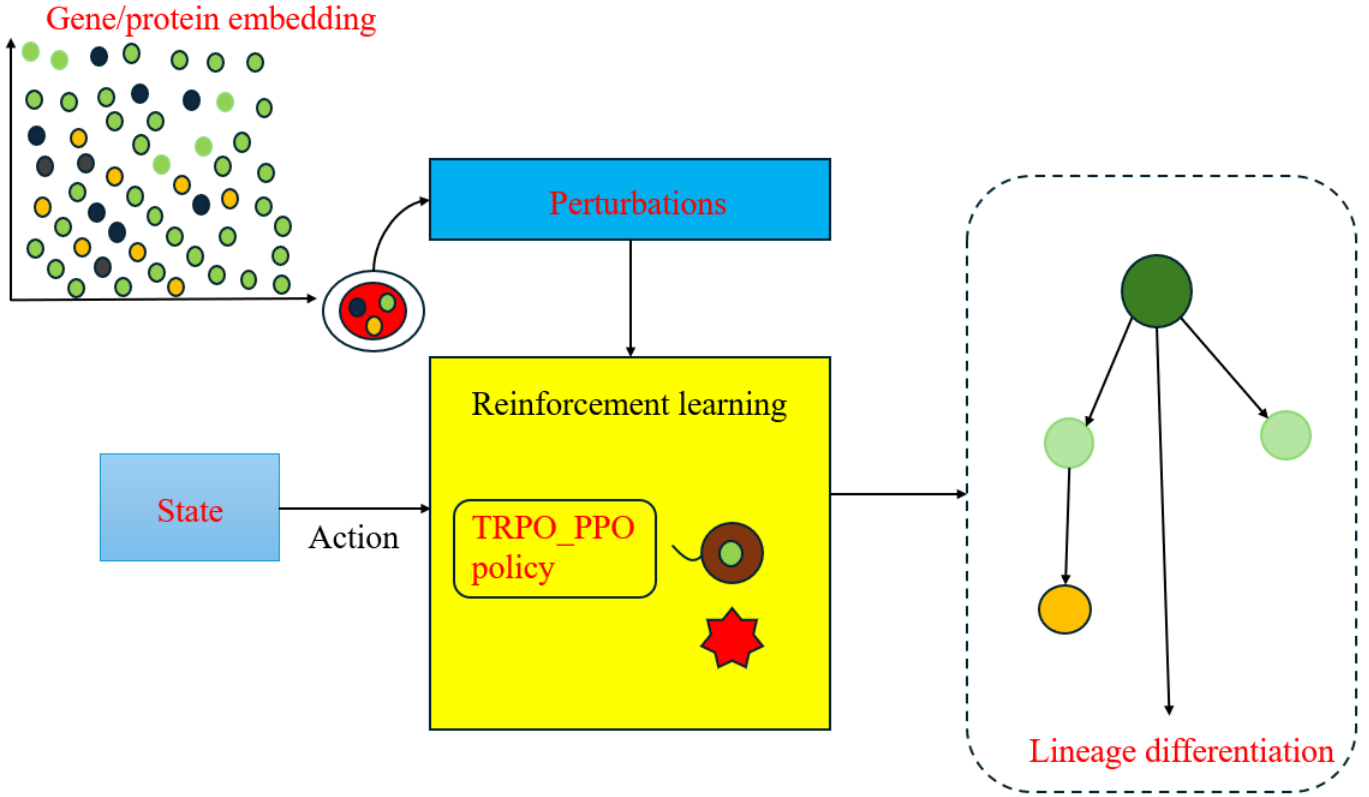 Gene/protein embedding
Perturbations
Reinforcement learning
State
Action
TRPO_PPO
policy
Lineage differentiation